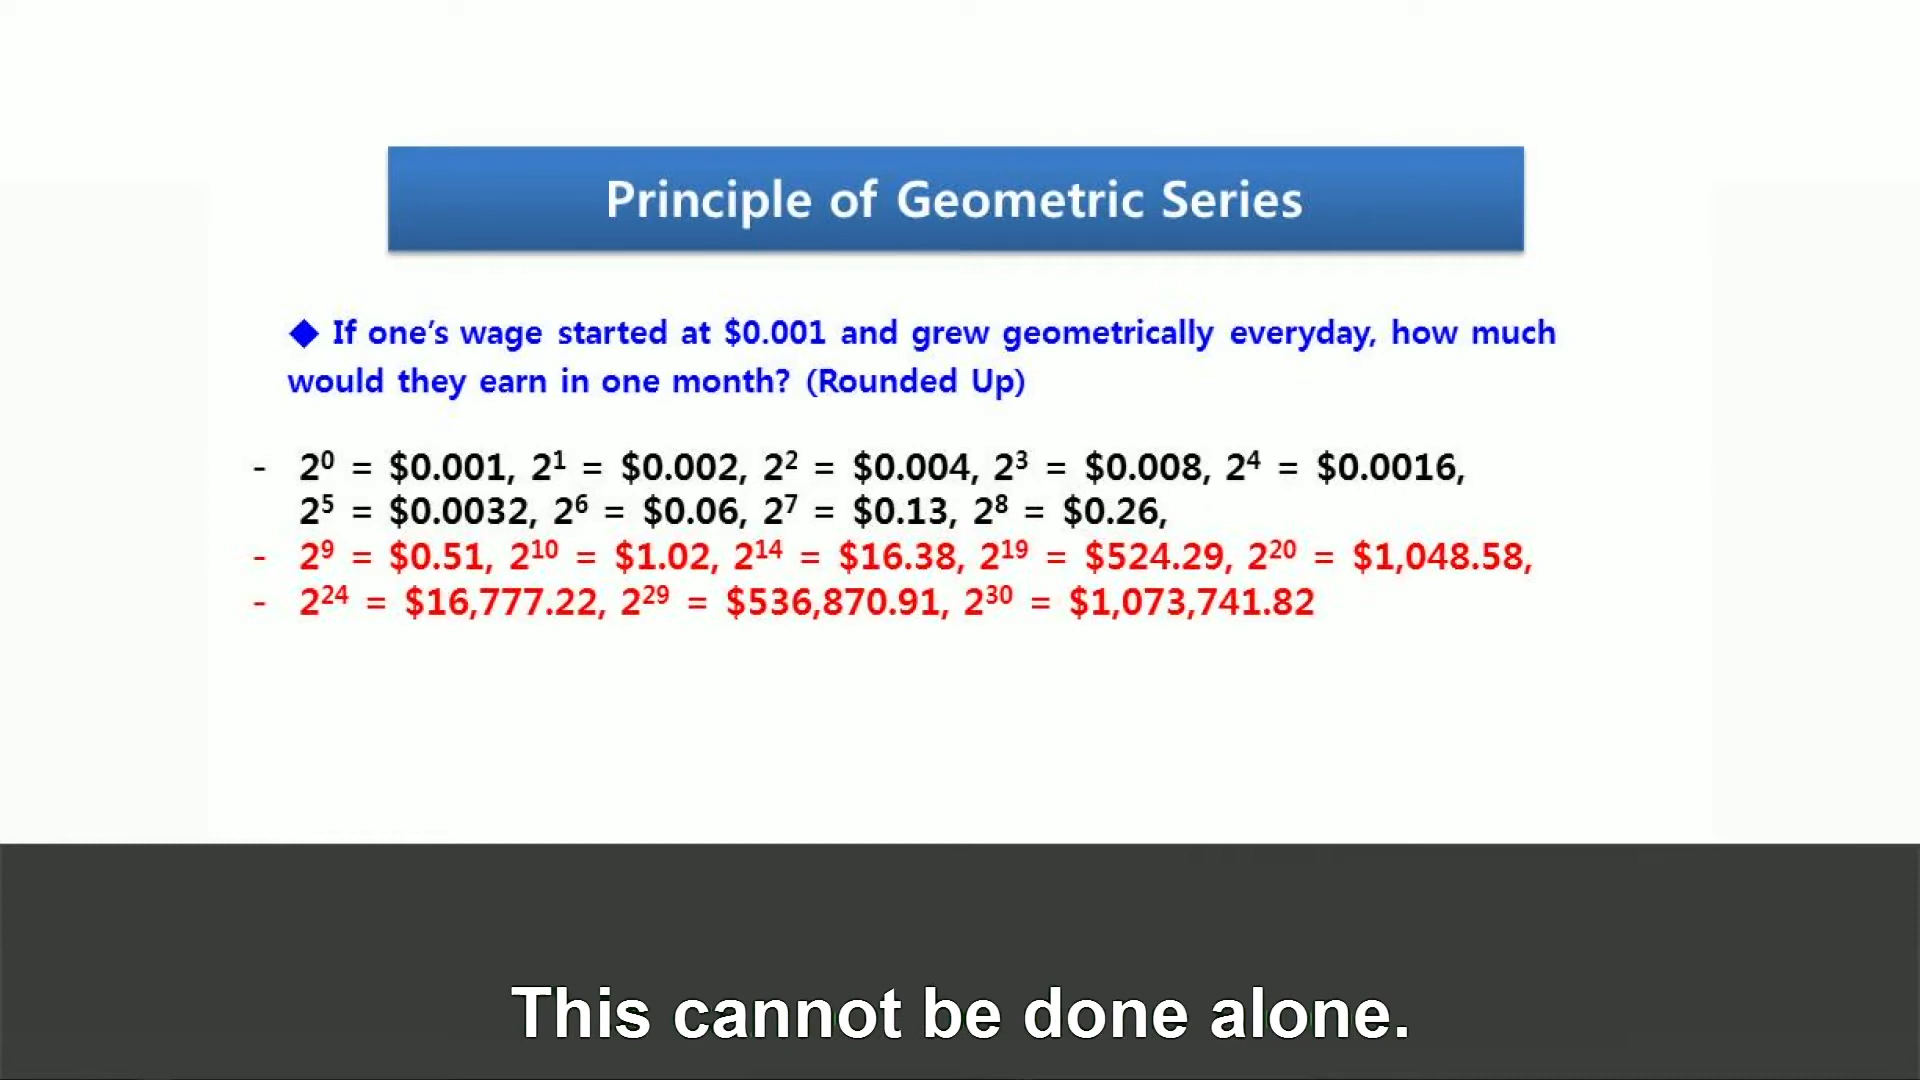 Principle of Geometric Series
◆ If one's wage started at $0.001 and grew geometrically everyday, how much
would they earn in one month? (Rounded Up)
- 2⁰ = $0.001, 2¹ = $0.002, 2² = $0.004, 2³ = $0.008, 2⁴ = $0.0016,
2⁵ = $0.0032, 2⁶ = $0.06, 2⁷ = $0.13, 2⁸ = $0.26,
- 2⁹ = $0.51, 2¹⁰ = $1.02, 2¹⁴ = $16.38, 2¹⁹ = $524.29, 2²⁰ = $1,048.58,
- 2²⁴ = $16,777.22, 2²⁹ = $536,870.91, 2³⁰ = $1,073,741.82
This cannot be done alone.